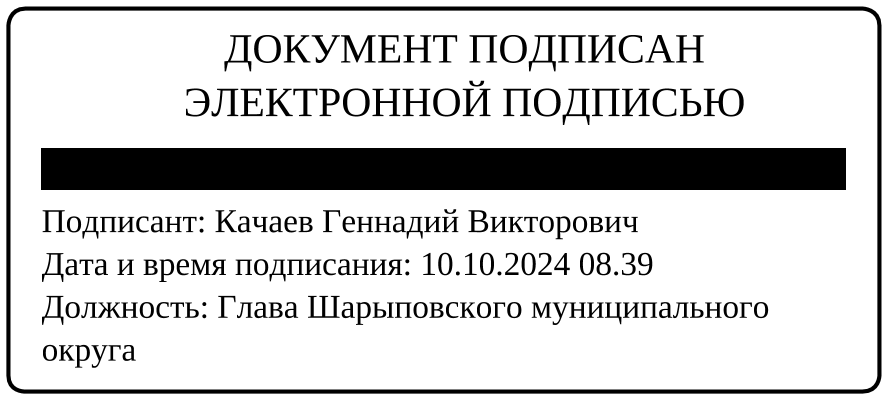 ДОКУМЕНТ ПОДПИСАН
ЭЛЕКТРОННОЙ ПОДПИСЬЮ
Подписант: Качаев Геннадий Викторович
Дата и время подписания: 10.10.2024 08.39
Должность: Глава Шарыповского муниципального
округа